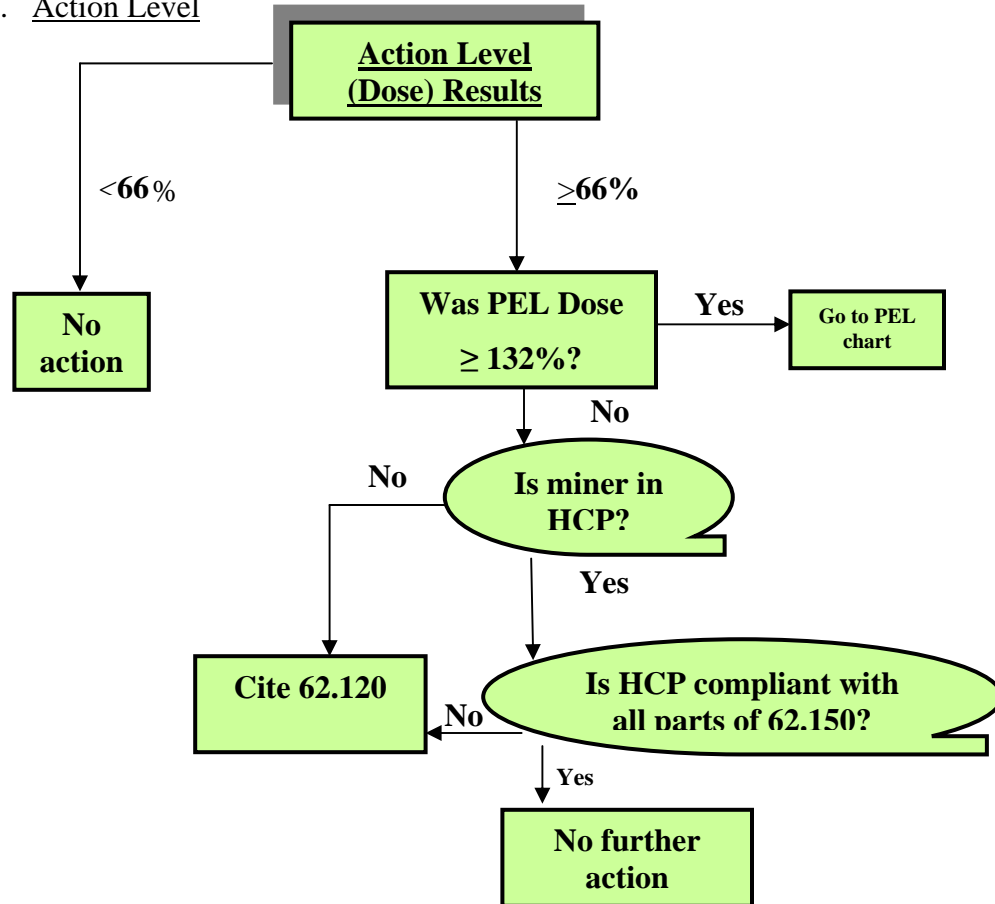 . Action Level
Action Level
(Dose) Results
<66%
≥66%
No
action
Was PEL Dose
≥ 132%?
Yes
Go to PEL
chart
No
No
Is miner in
HCP?
Yes
Cite 62.120
No
Is HCP compliant with
all parts of 62.150?
Yes
No further
action